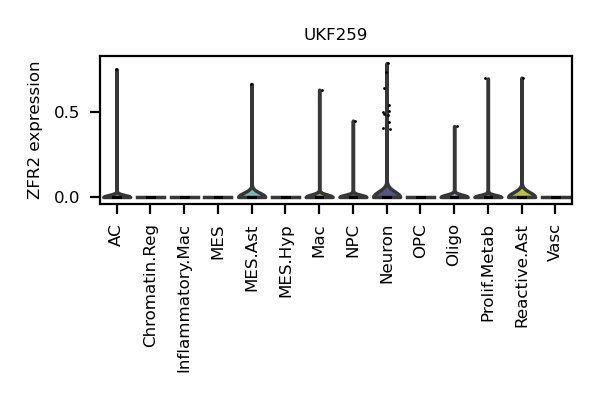 UKF259
ZFR2 expression
0.5
0.0
AC
Chromatin.Reg
Inflammatory.Mac
MES
MES.Ast
MES.Hyp
Mac
NPC
Neuron
OPC
Oligo
Prolif.Metab
Reactive.Ast
Vasc